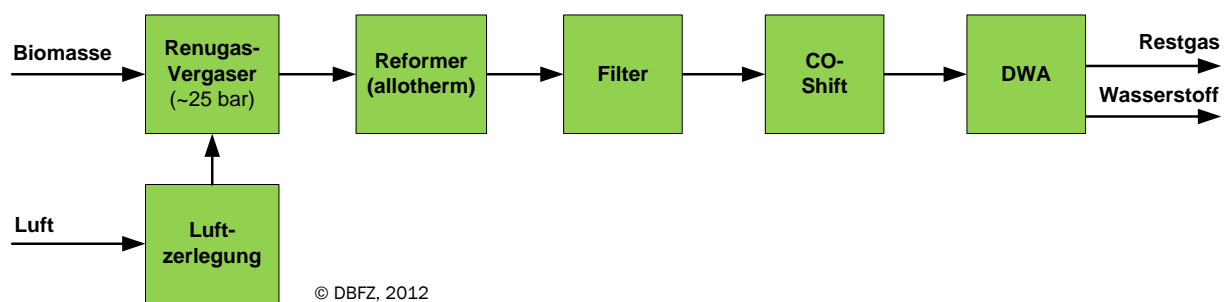 Biomasse
Renugas-
Vergaser
(~25 bar)
Reformer
(allotherm)
Filter
CO-
Shift
DWA
Restgas
Wasserstoff
Luft
Luft-
zerlegung
© DBFZ, 2012